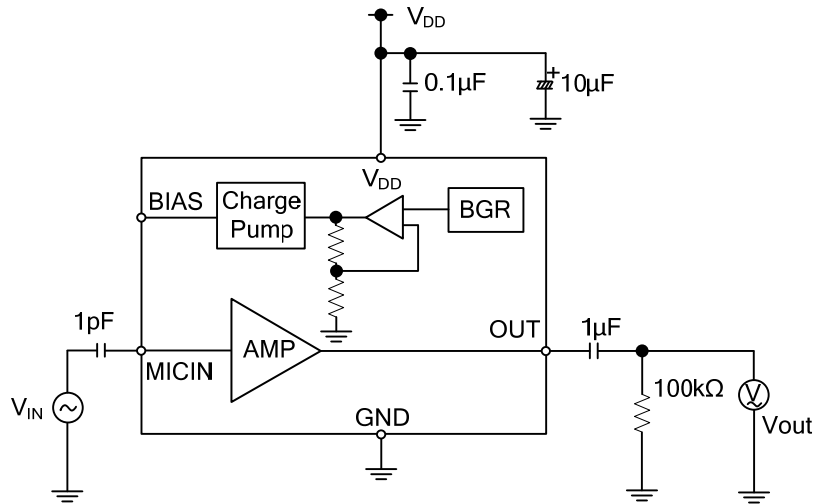 VDD
0.1µF
+
10µF
VDD
BIAS
Charge
Pump
BGR
1pF
AMP
OUT
1µF
MICIN
VIN
100kΩ
V
Vout
GND